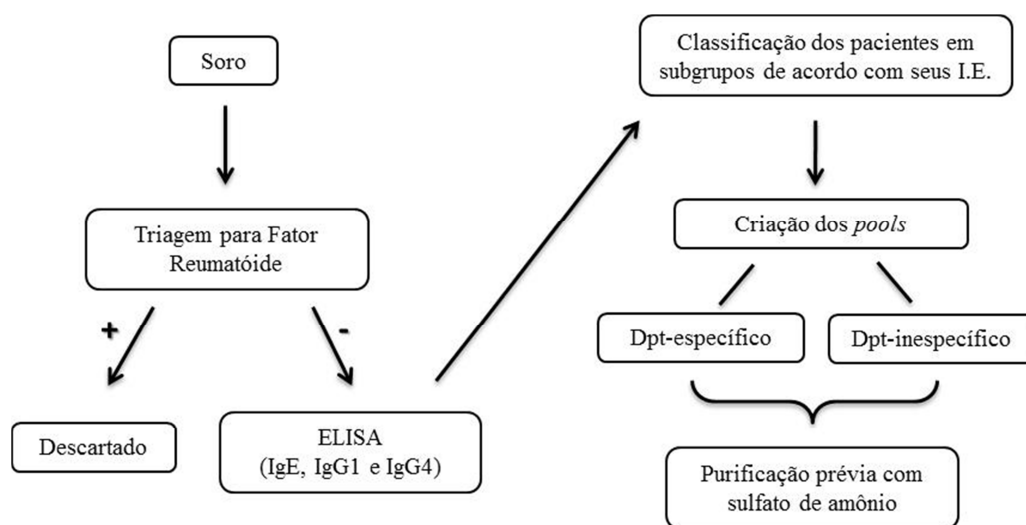 Soro
Triagem para Fator
Reumatóide
+
-
Descartado
ELISA
(IgE, IgG1 e IgG4)
Classificação dos pacientes em
subgrupos de acordo com seus I.E.
Criação dos pools
Dpt-específico
Dpt-inespecífico
Purificação prévia com
sulfato de amônio